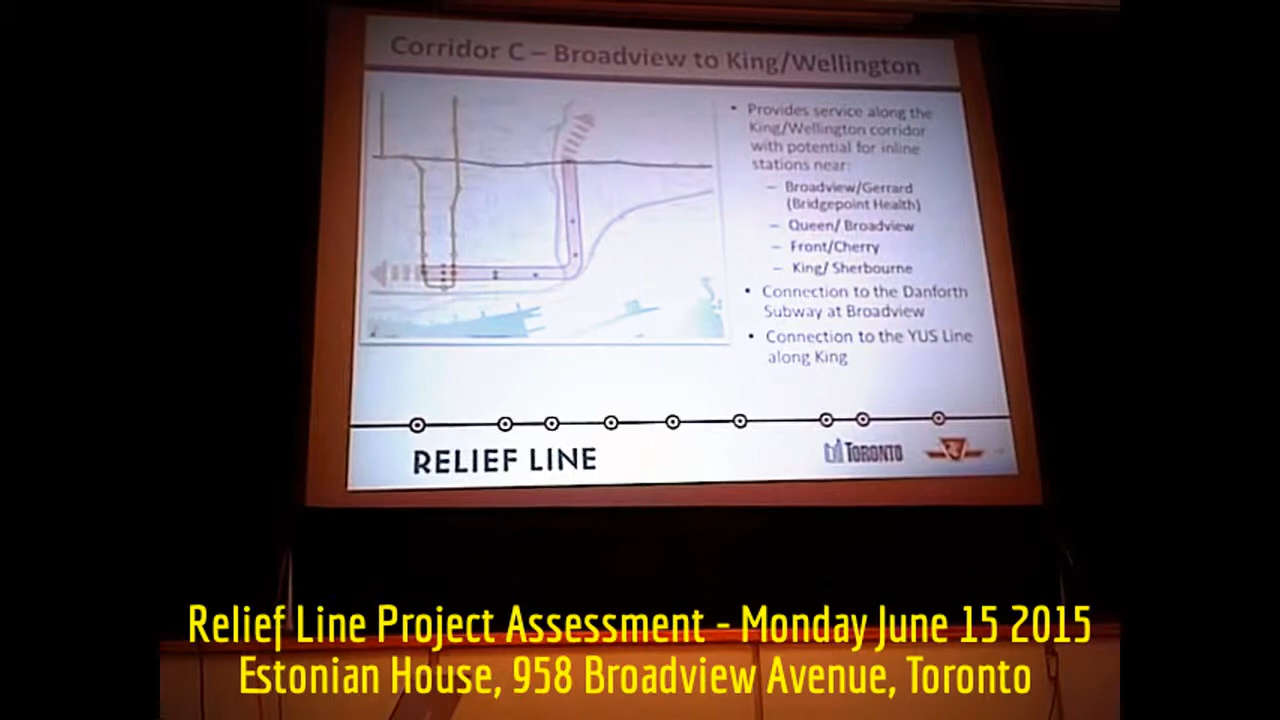 Corridor C – Broadview to King/Wellington
• Provides service along the
King/Wellington corridor
with potential for inline
stations near:
– Broadview/Gerrard
(Bridgepoint Health)
– Queen/ Broadview
– Front/Cherry
– King/ Sherbourne
• Connection to the Danforth
Subway at Broadview
• Connection to the YUS Line
along King
RELIEF LINE
TORONTO
Relief Line Project Assessment - Monday June 15 2015
Estonian House, 958 Broadview Avenue, Toronto